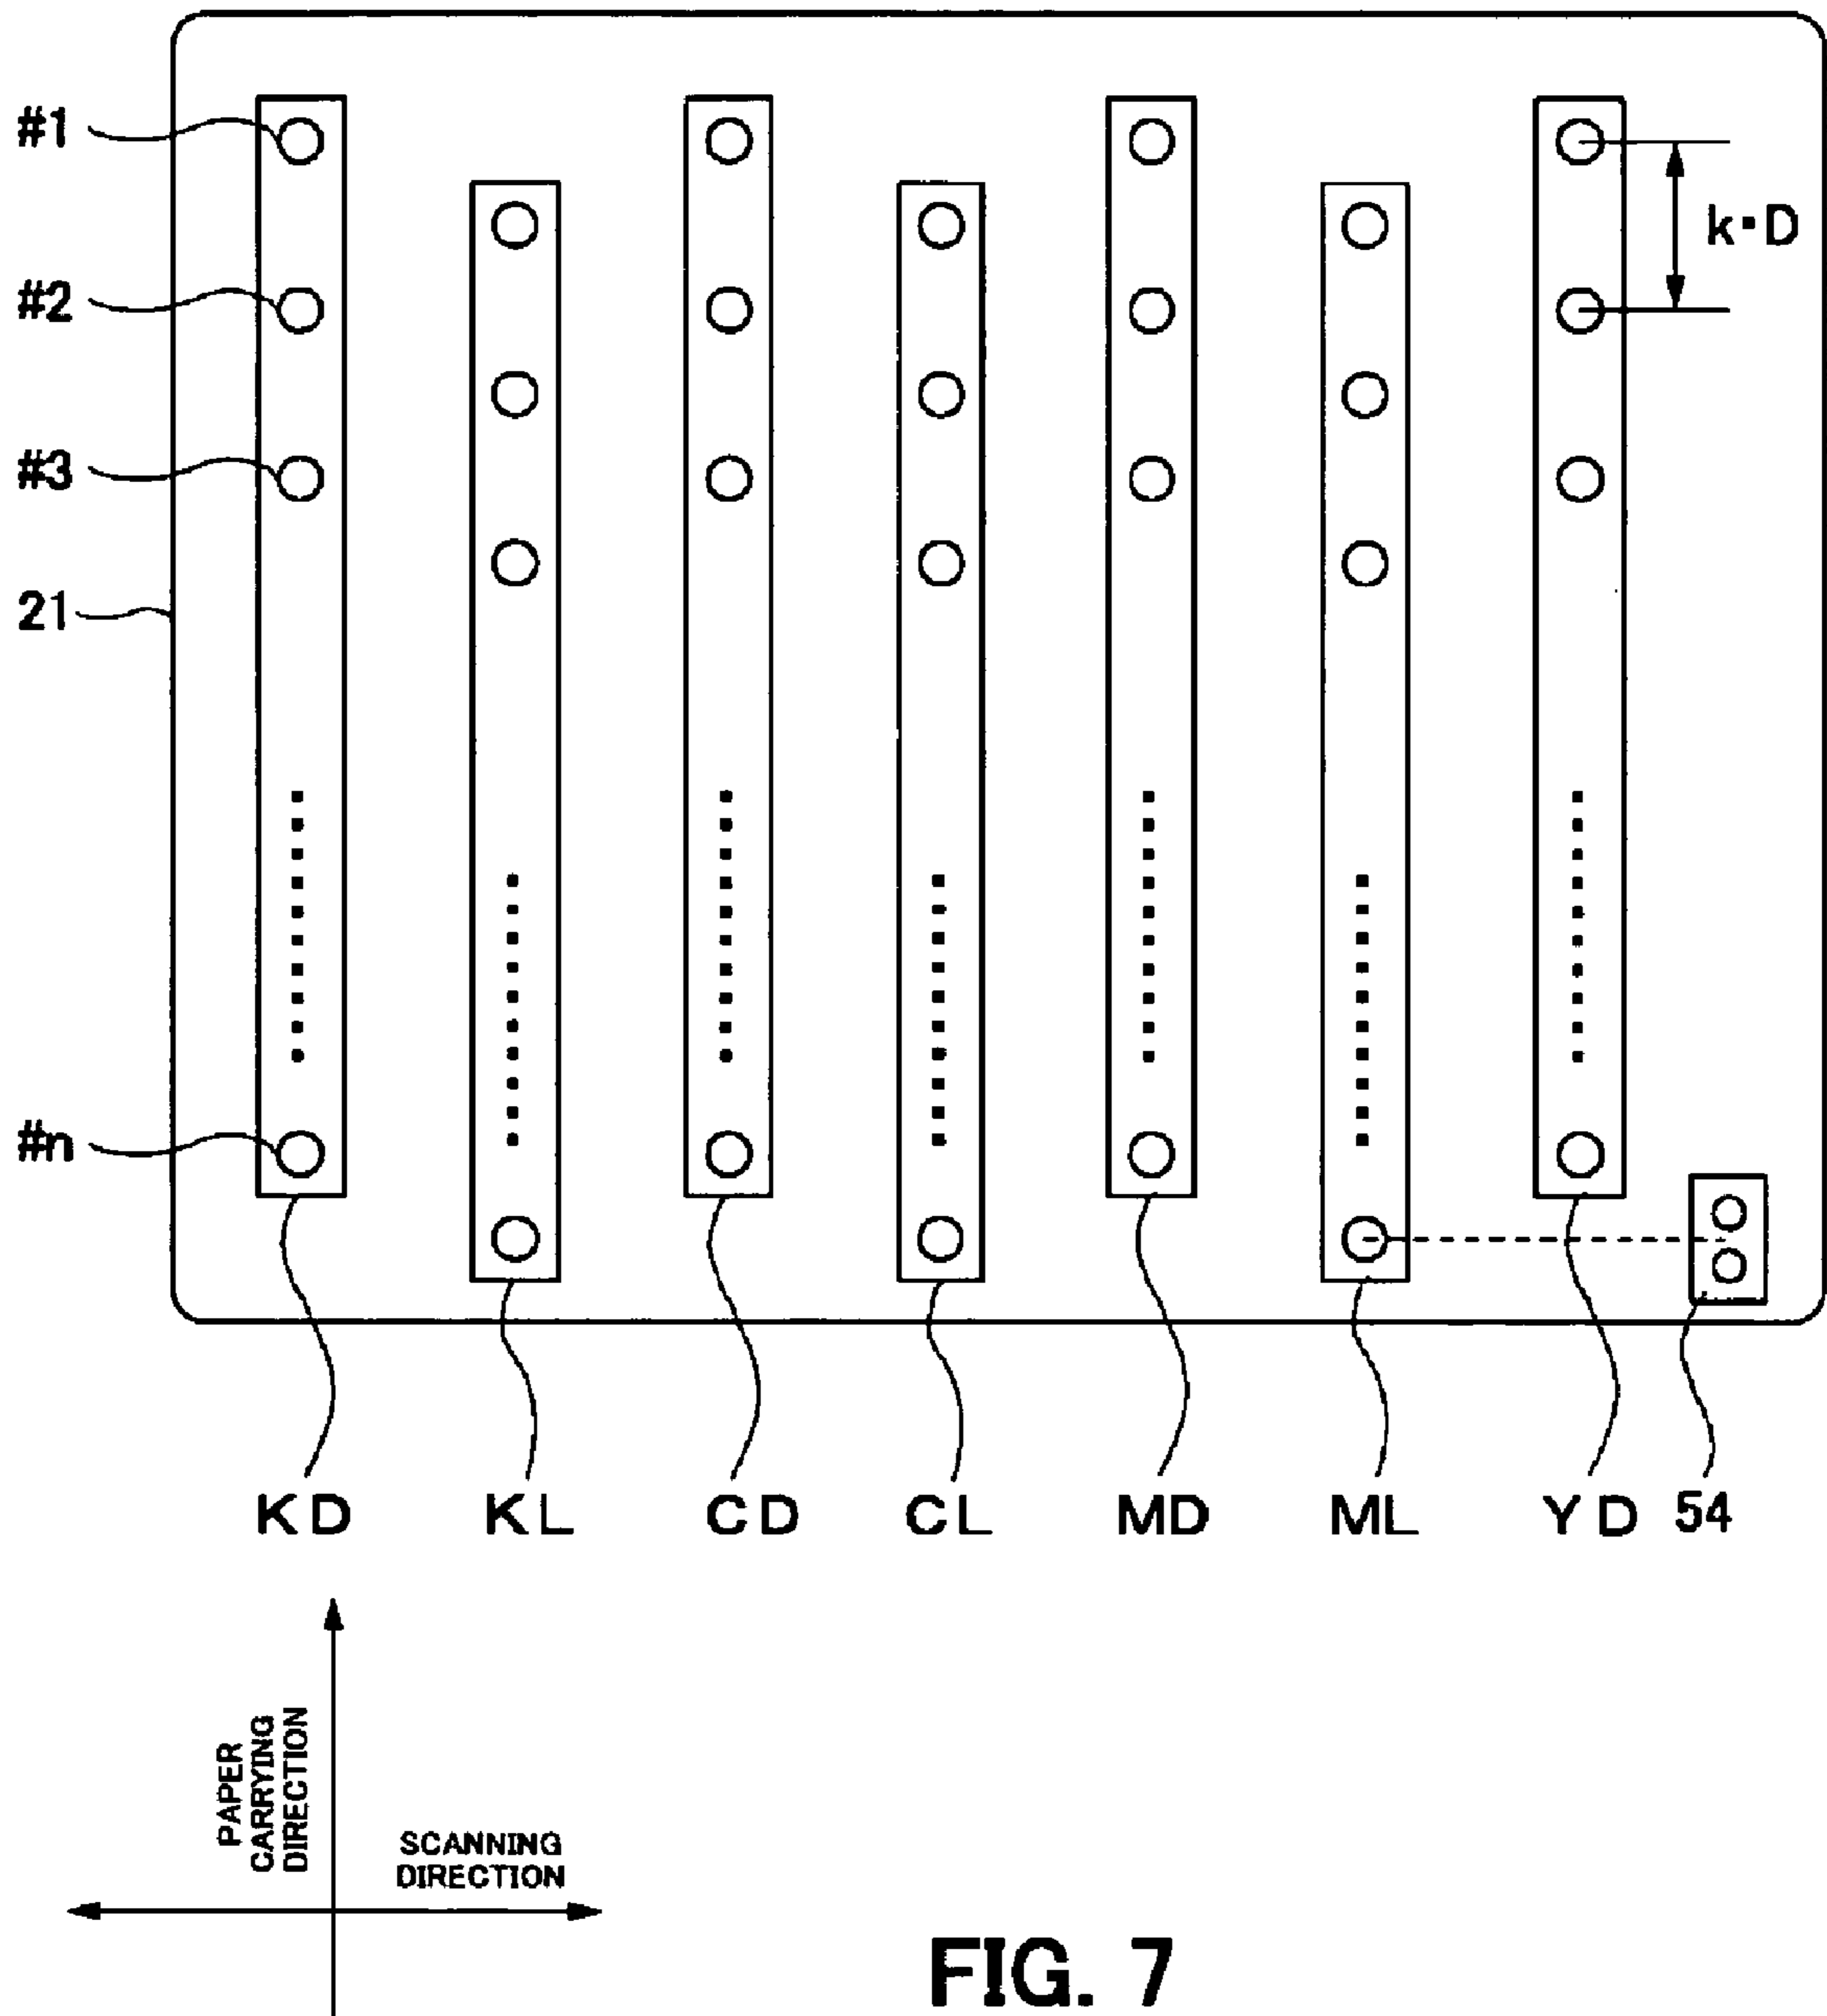 #1
#2
#3
21
#n
k·D
KD KL CD CL MD ML YD 54
PAPER
CARRYING
DIRECTION
SCANNING
DIRECTION
FIG. 7